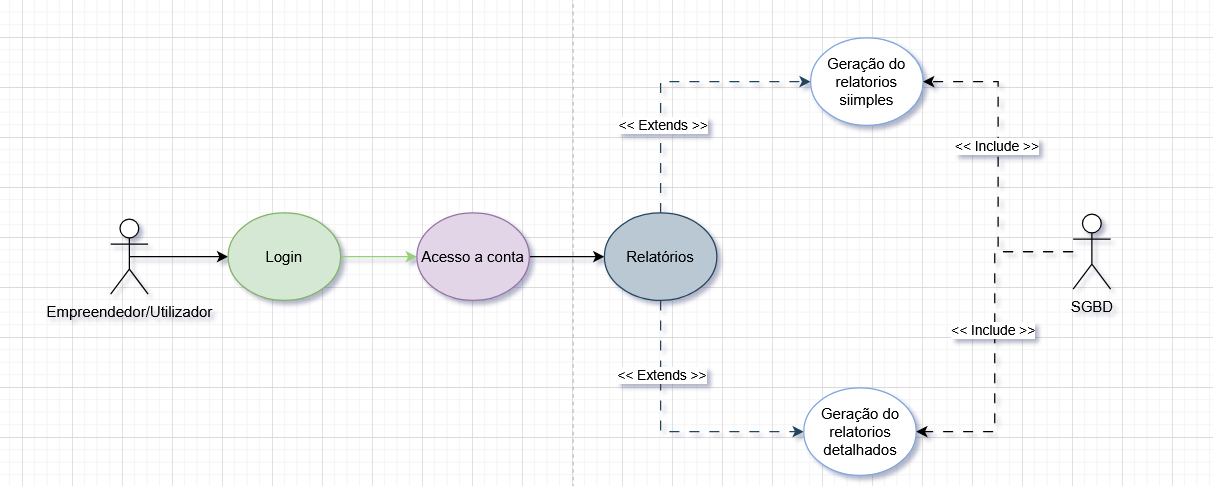 Geração do
relatorios
siimples
<< Extends >>
<< Include >>
Login
Acesso a conta
Relatórios
Empreendedor/Utilizador
SGBD
<< Include >>
<< Extends >>
Geração do
relatorios
detalhados